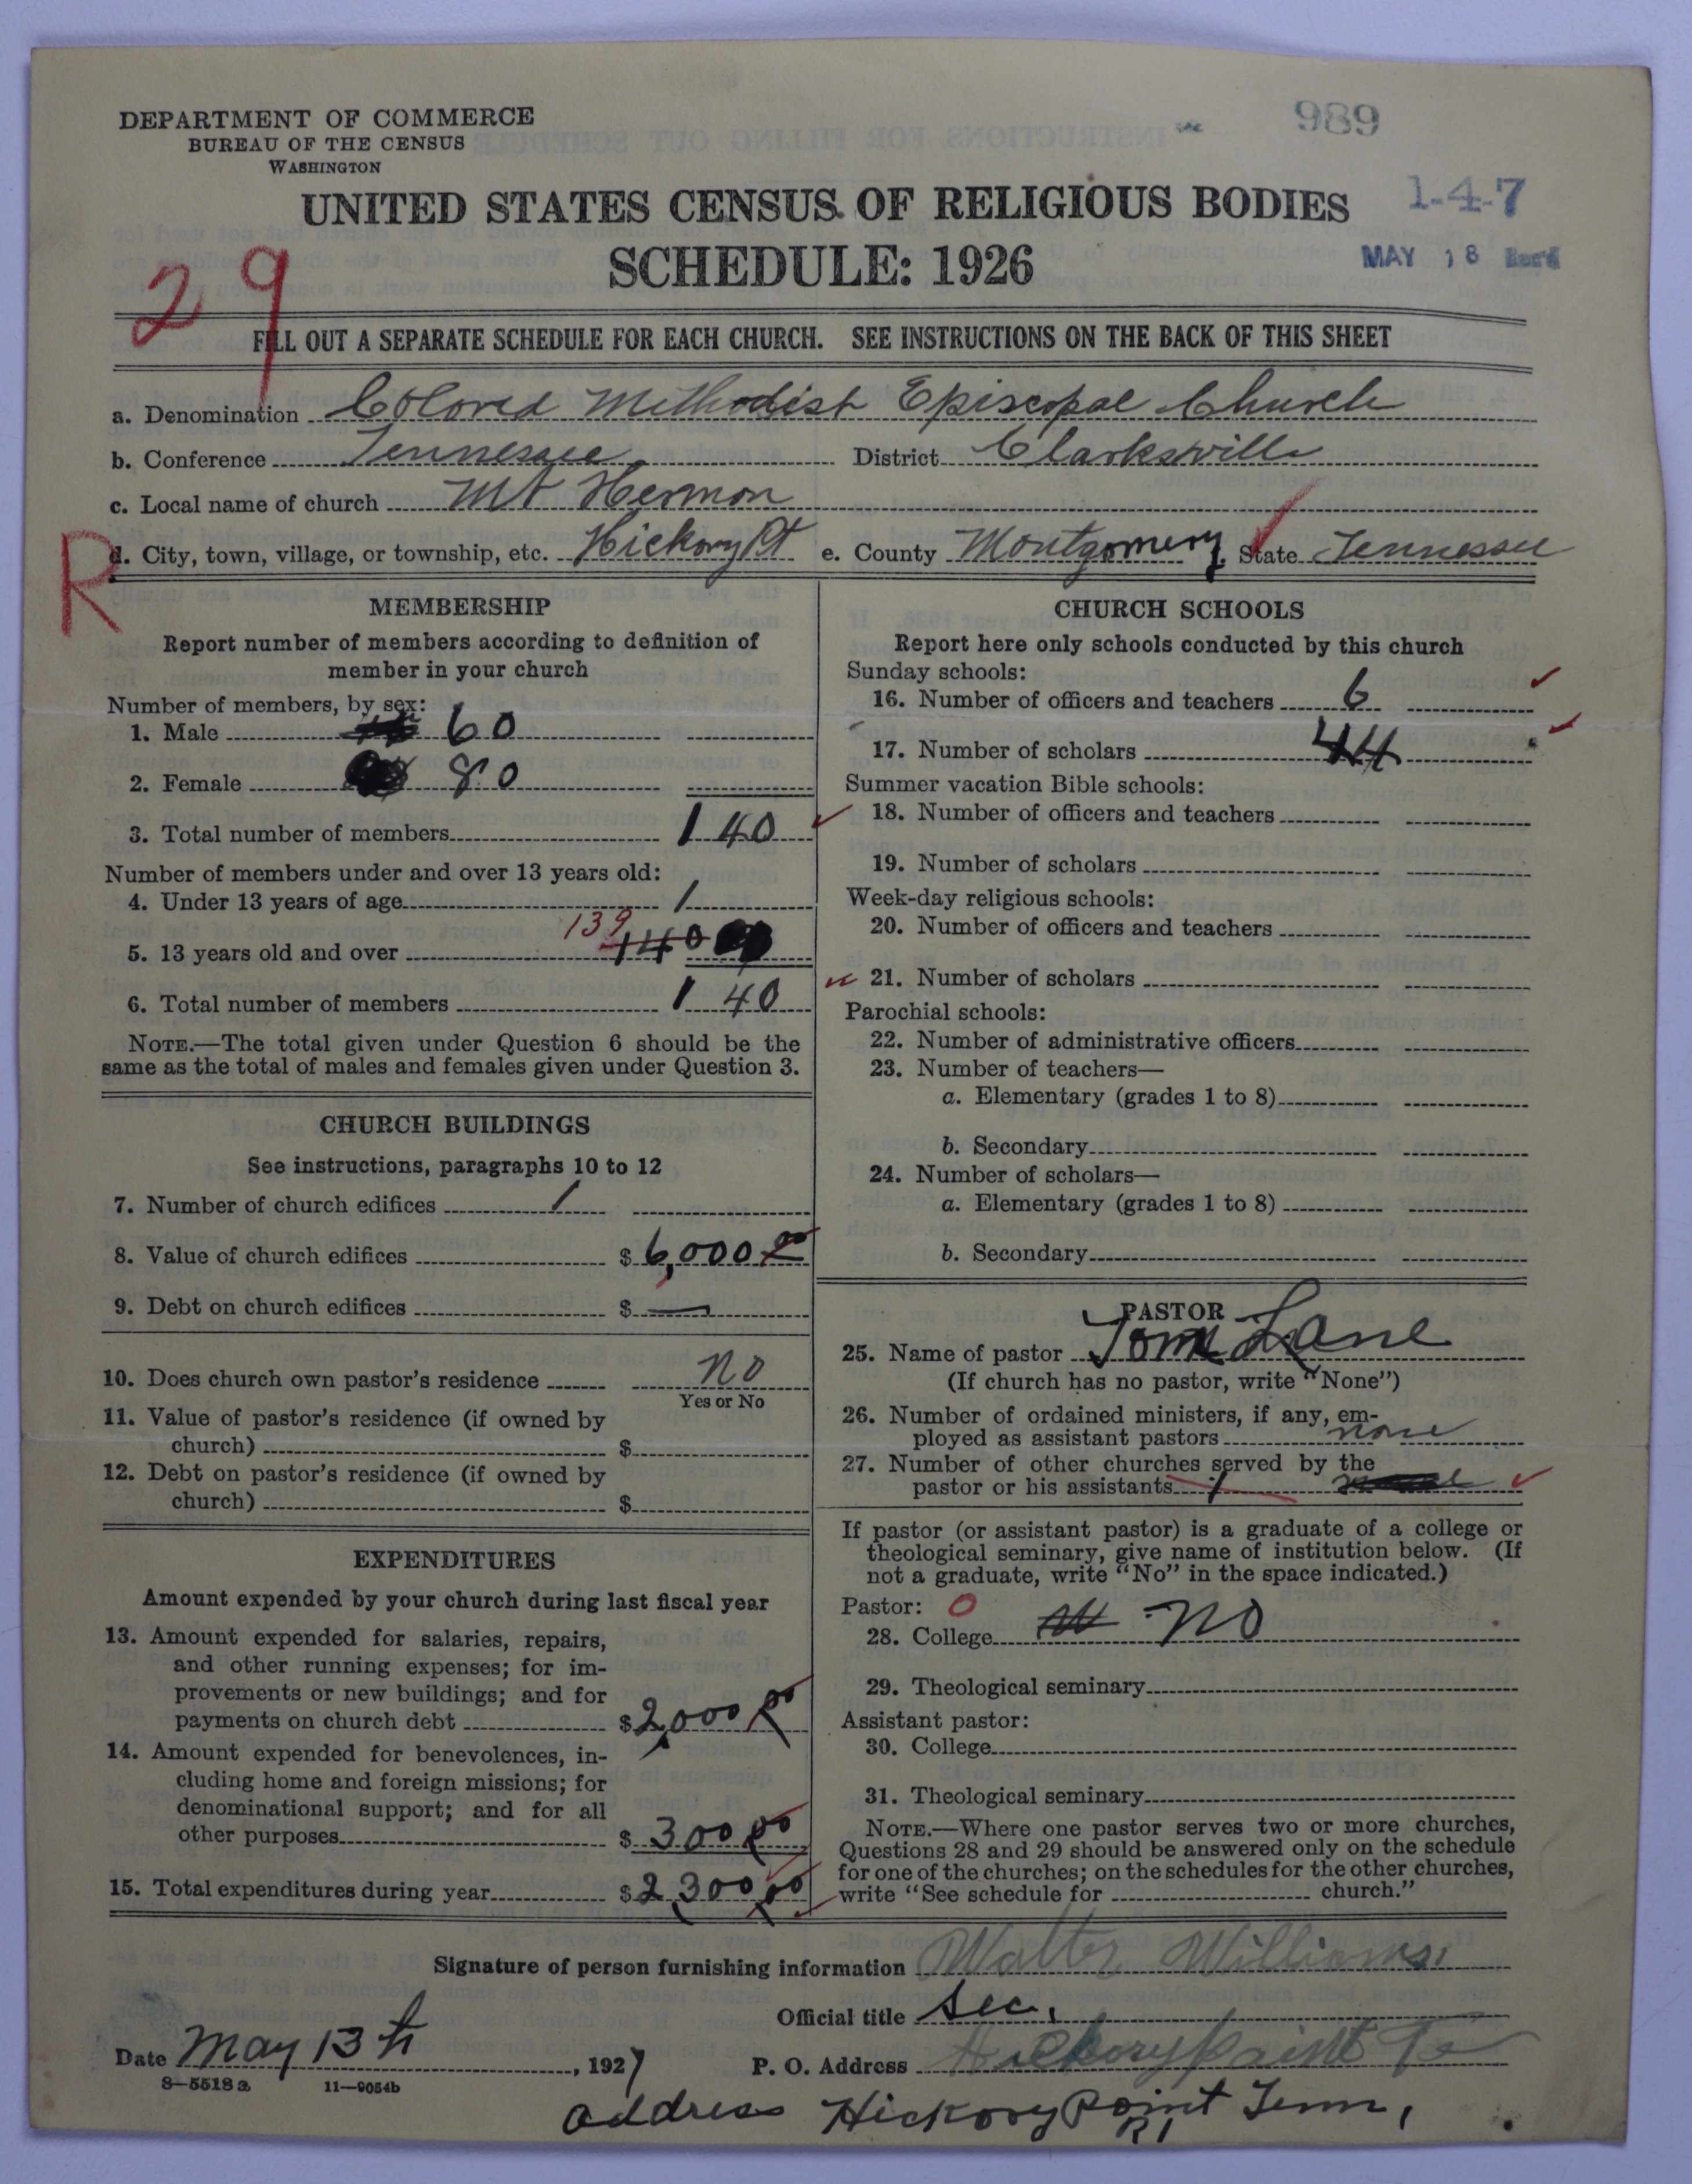 989
DEPARTMENT OF COMMERCE
BUREAU OF THE CENSUS
WASHINGTON
UNITED STATES CENSUS OF RELIGIOUS BODIES
1-4-7
SCHEDULE: 1926
MAY 18 Rec'd
29
FILL OUT A SEPARATE SCHEDULE FOR EACH CHURCH. SEE INSTRUCTIONS ON THE BACK OF THIS SHEET
a. Denomination Colored Methodist Episcopal Church
b. Conference Tennessee District Clarksville
c. Local name of church Mt Hermon
R
d. City, town, village, or township, etc. Hickory Pt e. County Montgomery State Tennessee
MEMBERSHIP
Report number of members according to definition of
member in your church
Number of members, by sex:
1. Male 60
2. Female 80
3. Total number of members 140
Number of members under and over 13 years old:
4. Under 13 years of age 1
139
5. 13 years old and over 140
6. Total number of members 140
NOTE.—The total given under Question 6 should be the
same as the total of males and females given under Question 3.
CHURCH BUILDINGS
See instructions, paragraphs 10 to 12
7. Number of church edifices 1
8. Value of church edifices $6,000 00
9. Debt on church edifices $ —
10. Does church own pastor's residence no
Yes or No
11. Value of pastor's residence (if owned by
church) $
12. Debt on pastor's residence (if owned by
church) $
EXPENDITURES
Amount expended by your church during last fiscal year
13. Amount expended for salaries, repairs,
and other running expenses; for im-
provements or new buildings; and for
payments on church debt $2,000 00
14. Amount expended for benevolences, in-
cluding home and foreign missions; for
denominational support; and for all
other purposes $ 300 00
15. Total expenditures during year $2300 00
CHURCH SCHOOLS
Report here only schools conducted by this church
Sunday schools:
16. Number of officers and teachers 6
17. Number of scholars 44
Summer vacation Bible schools:
18. Number of officers and teachers
19. Number of scholars
Week-day religious schools:
20. Number of officers and teachers
21. Number of scholars
Parochial schools:
22. Number of administrative officers
23. Number of teachers—
a. Elementary (grades 1 to 8)
b. Secondary
24. Number of scholars—
a. Elementary (grades 1 to 8)
b. Secondary
PASTOR
25. Name of pastor Tom Lane
(If church has no pastor, write "None")
26. Number of ordained ministers, if any, em-
ployed as assistant pastors none
27. Number of other churches served by the
pastor or his assistants 1
If pastor (or assistant pastor) is a graduate of a college or
theological seminary, give name of institution below. (If
not a graduate, write "No" in the space indicated.)
Pastor: 0
28. College no
29. Theological seminary
Assistant pastor:
30. College
31. Theological seminary
NOTE.—Where one pastor serves two or more churches,
Questions 28 and 29 should be answered only on the schedule
for one of the churches; on the schedules for the other churches,
write "See schedule for church."
Signature of person furnishing information Walter Williams.
Official title Sec.
Date May 13th, 1927 P. O. Address Hickory point Te
8—5518a 11—9054b
address Hickory Point Tenn,
R1